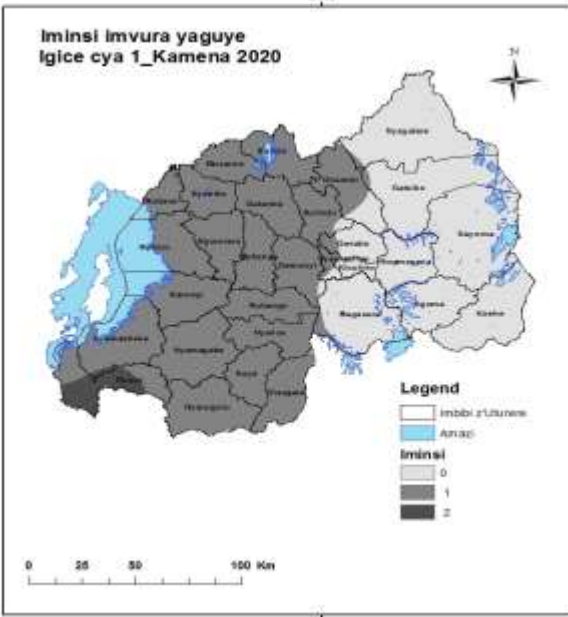 Iminsi imvura yaguye
Igice cya 1_Kamena 2020
N
Nyagatare
Burera
Musanze
Gatsibo
Gicumbi
Nyabihu
Gakenke
Rubavu
Rulindo
Kayonza
Rutsiro
Ngororero
Gasabo
Rwamagana
Muhanga
Kamonyi
Karongi
Bugesera
Ngoma
Kirehe
Ruhango
Nyamasheke
Nyanza
Nyamagabe
Huye
Gisagara
Nyaruguru
Legend
Imbibi z'Uturere
Amazi
Iminsi
0
1
2
0 25 50 100 Km